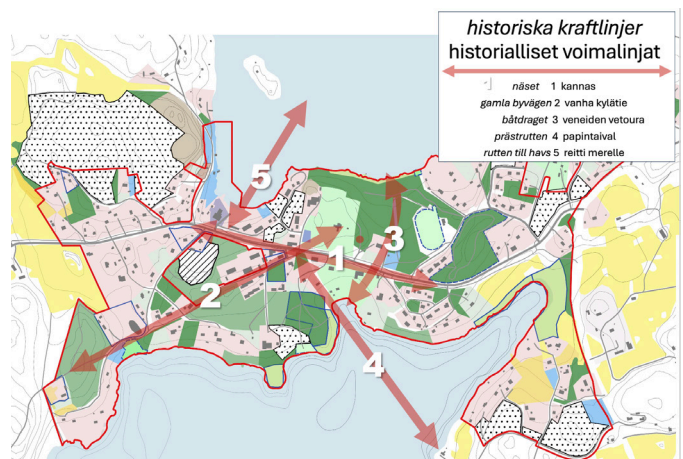 historiska kraftlinjer
historialliset voimalinjat
1 näset 1 kannas
gamla byvägen 2 vanha kylätie
båtdraget 3 veneiden vetoura
prästrutten 4 papintaival
rutten till havs 5 reitti merelle
5
3
1
2
4